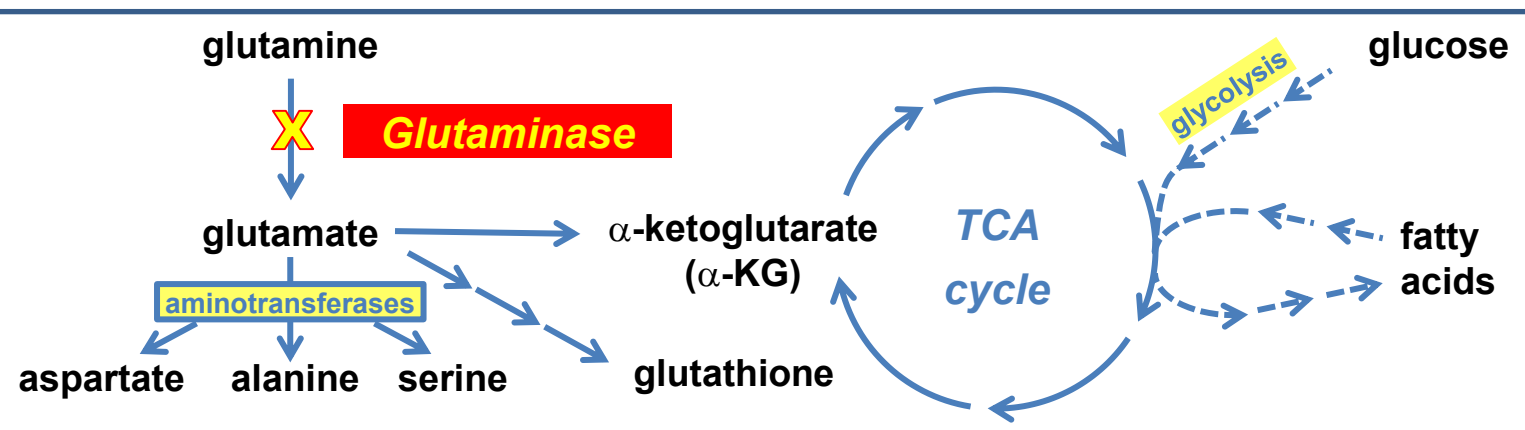 glutamine
glucose
glycolysis
X
Glutaminase
glutamate
α-ketoglutarate
(α-KG)
TCA
cycle
fatty
acids
aminotransferases
aspartate alanine serine
glutathione